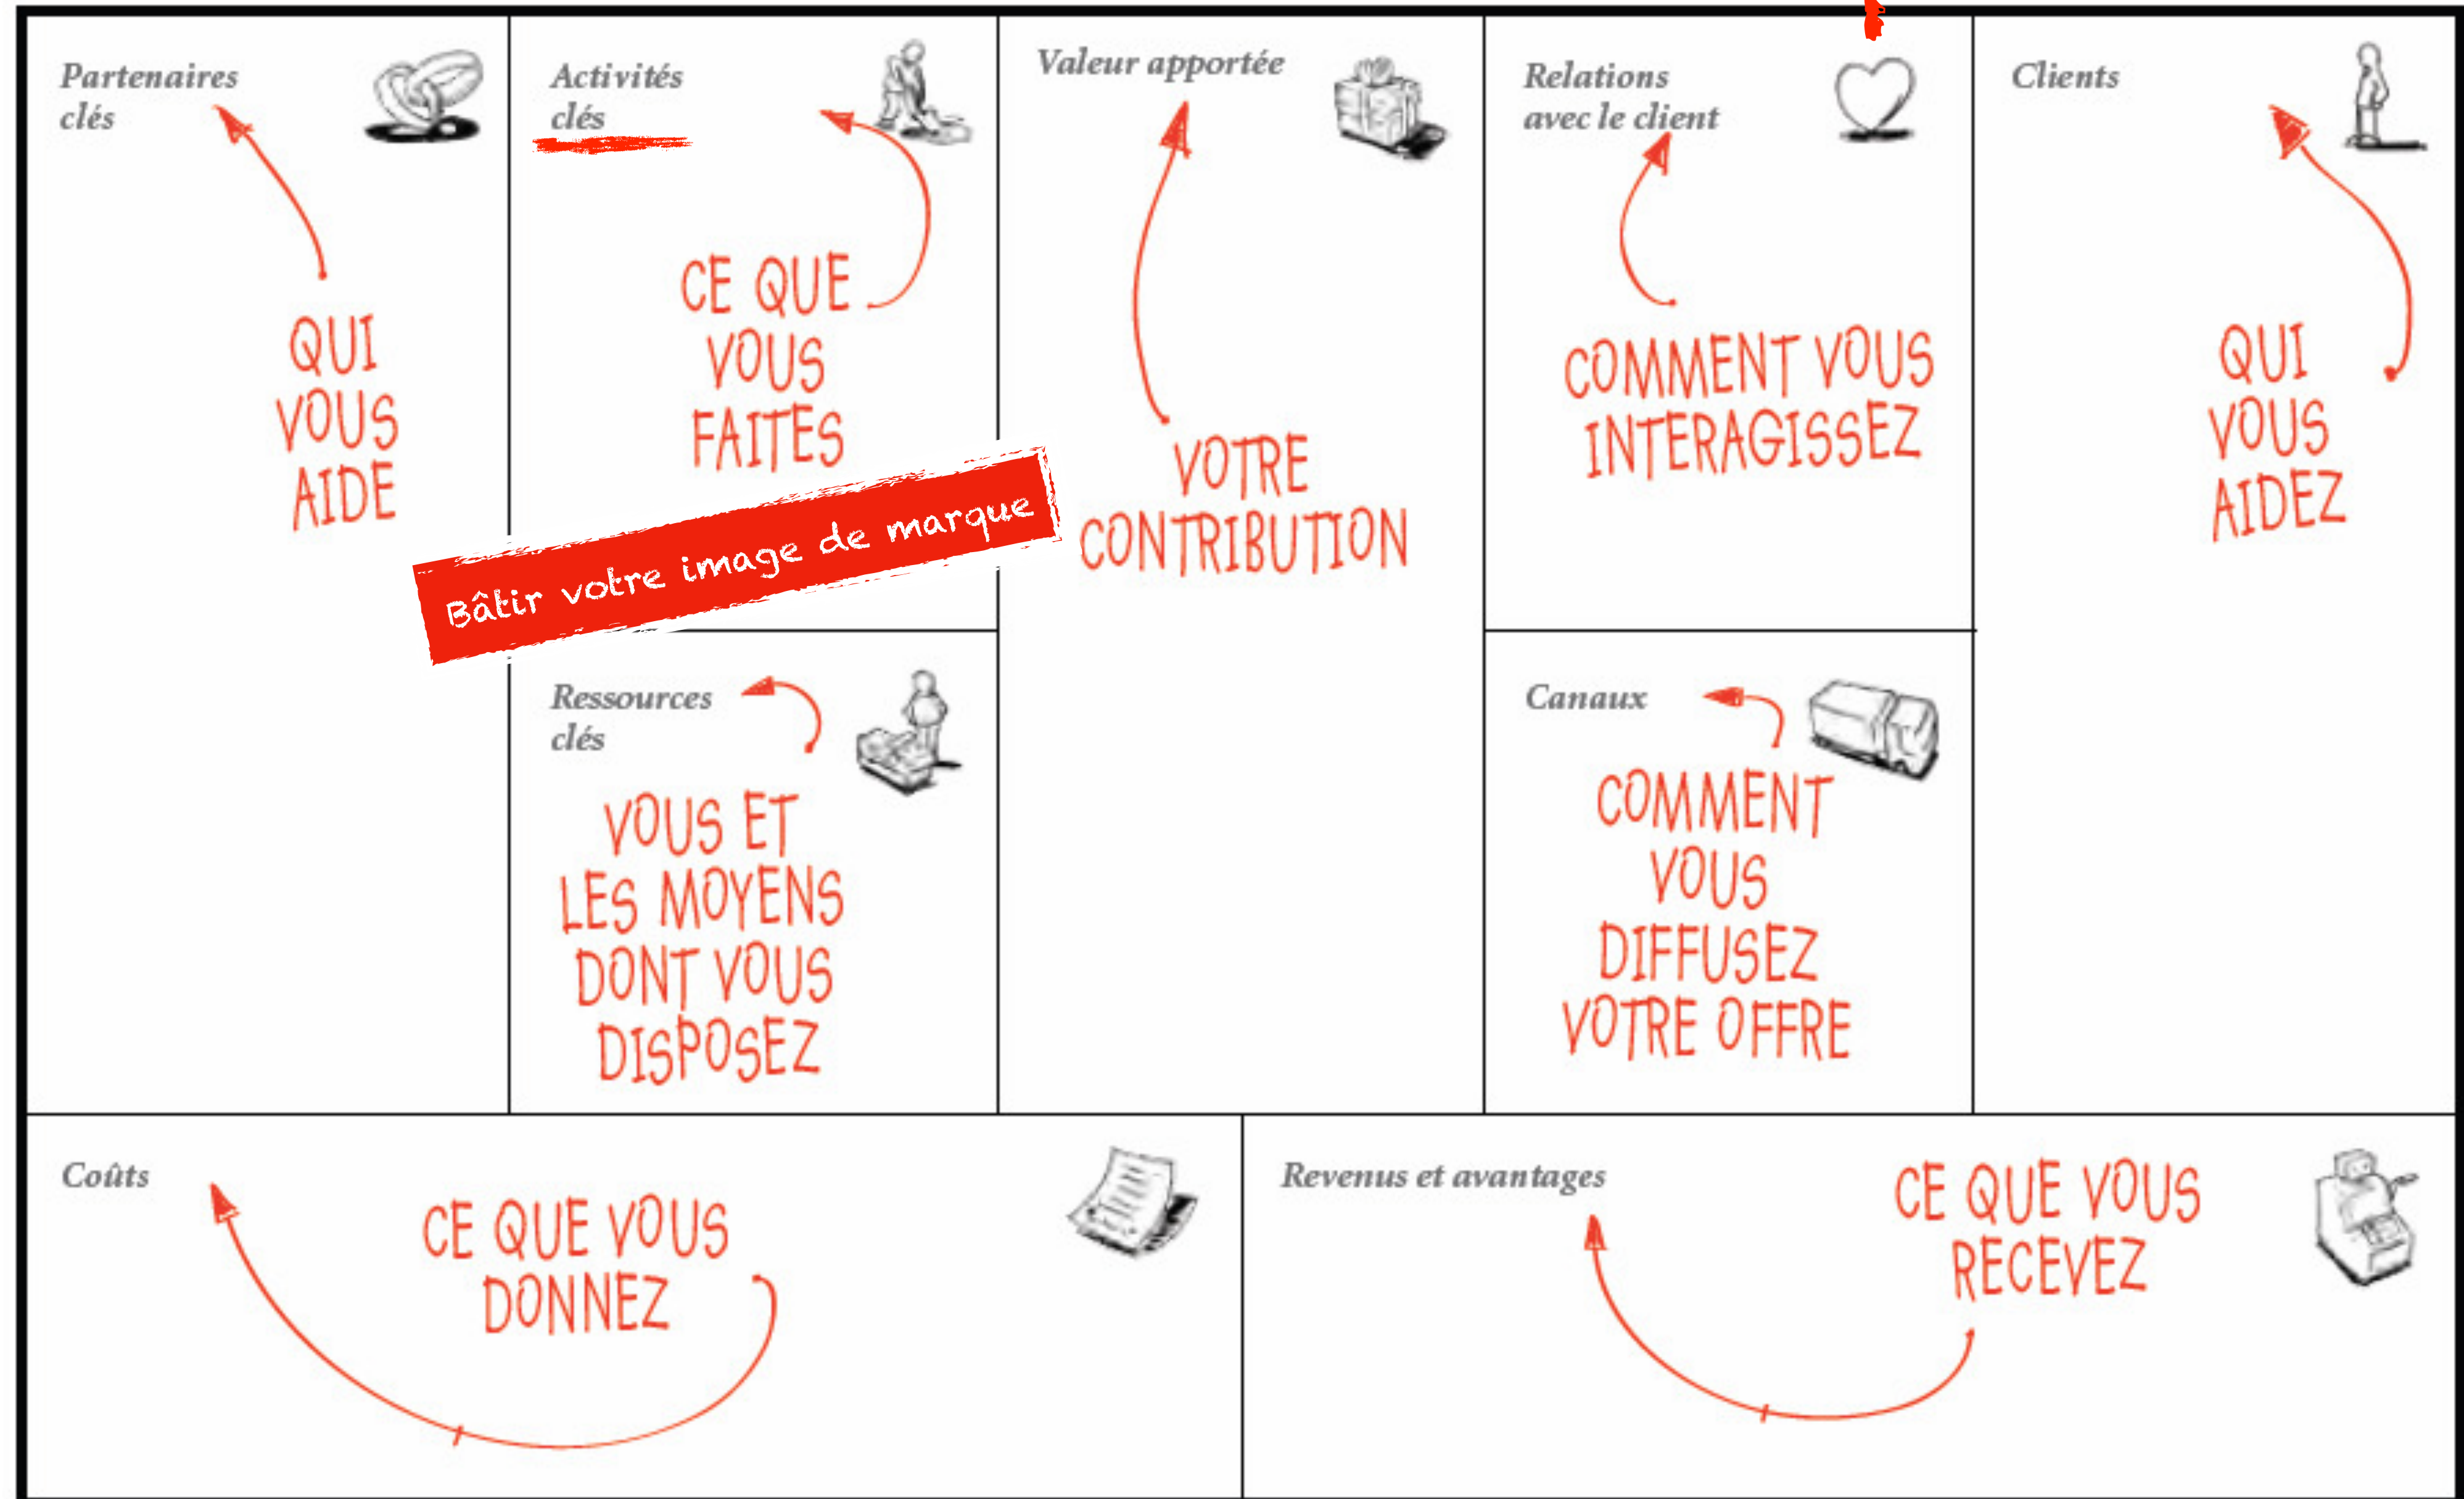 Partenaires
clés
QUI
VOUS
AIDE
Activités
clés
CE QUE
VOUS
FAITES
Bâtir votre image de marque
Ressources
clés
VOUS ET
LES MOYENS
DONT VOUS
DISPOSEZ
Valeur apportée
VOTRE
CONTRIBUTION
Relations
avec le client
COMMENT VOUS
INTERAGISSEZ
Canaux
COMMENT
VOUS
DIFFUSEZ
VOTRE OFFRE
Clients
QUI
VOUS
AIDEZ
Coûts
CE QUE VOUS
DONNEZ
Revenus et avantages
CE QUE VOUS
RECEVEZ